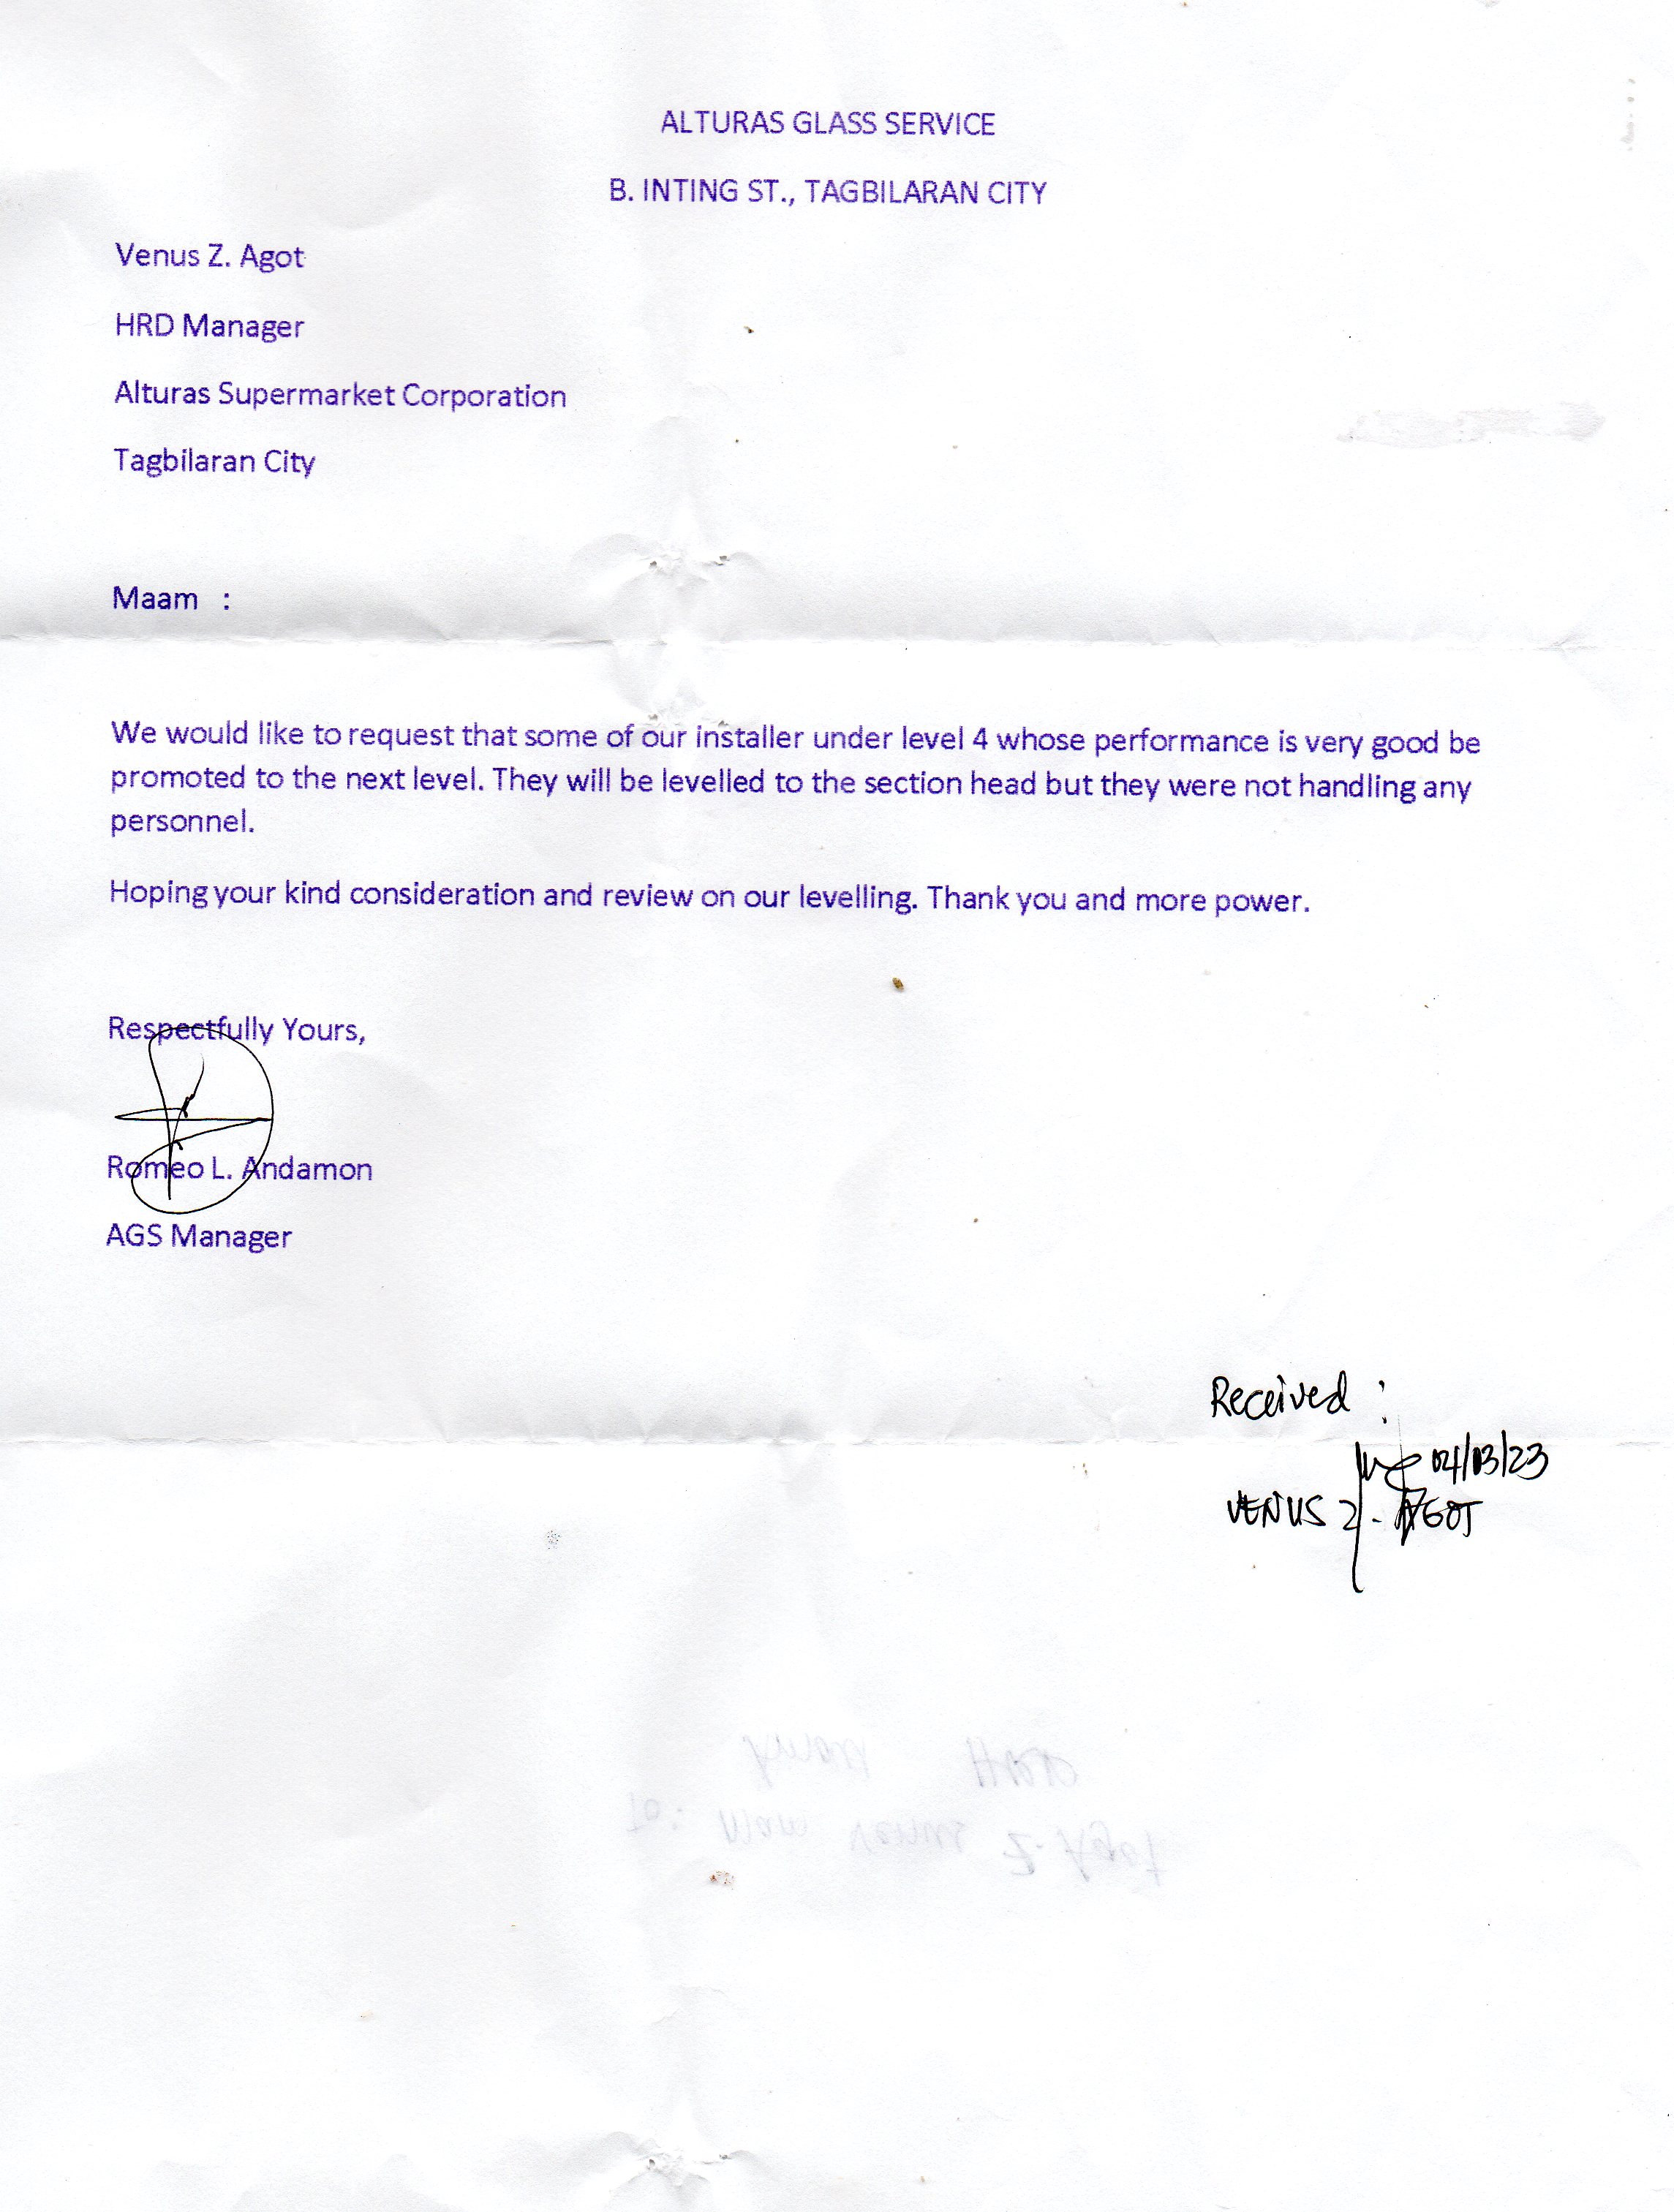 ALTURAS GLASS SERVICE
B. INTING ST., TAGBILARAN CITY
Venus Z. Agot
HRD Manager
Alturas Supermarket Corporation
Tagbilaran City
Maam :
We would like to request that some of our installer under level 4 whose performance is very good be
promoted to the next level. They will be levelled to the section head but they were not handling any
personnel.
Hoping your kind consideration and review on our levelling. Thank you and more power.
Respectfully Yours,
Romeo L. Andamon
AGS Manager
Received :
04/13/23
VENUS Z. AGOT
HRD
To: Mam Venus Z. Agot